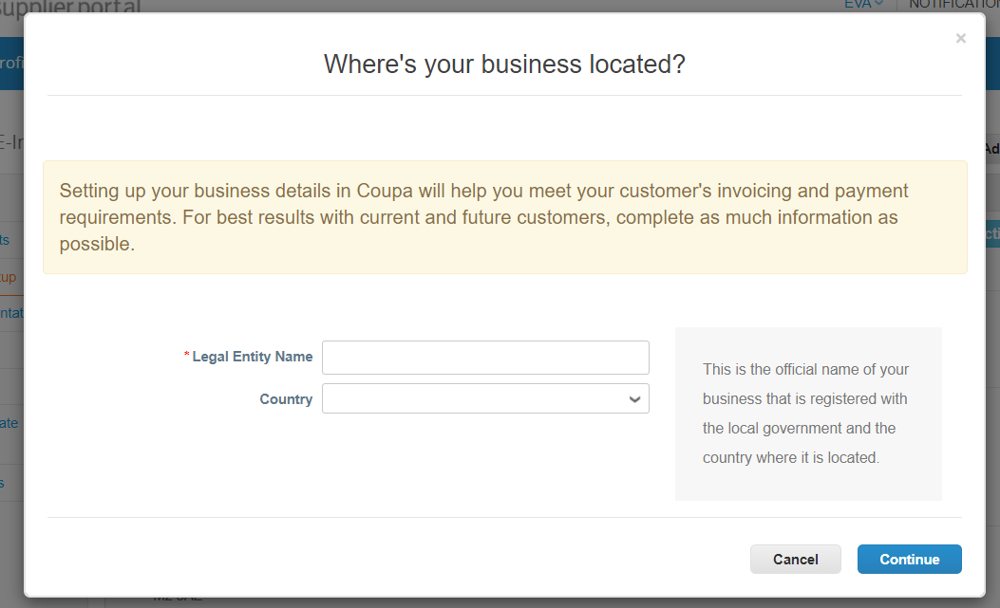 EVA
Where's your business located?
Setting up your business details in Coupa will help you meet your customer's invoicing and payment
requirements. For best results with current and future customers, complete as much information as
possible.
* Legal Entity Name
Country
This is the official name of your
business that is registered with
the local government and the
country where it is located.
Cancel
Continue